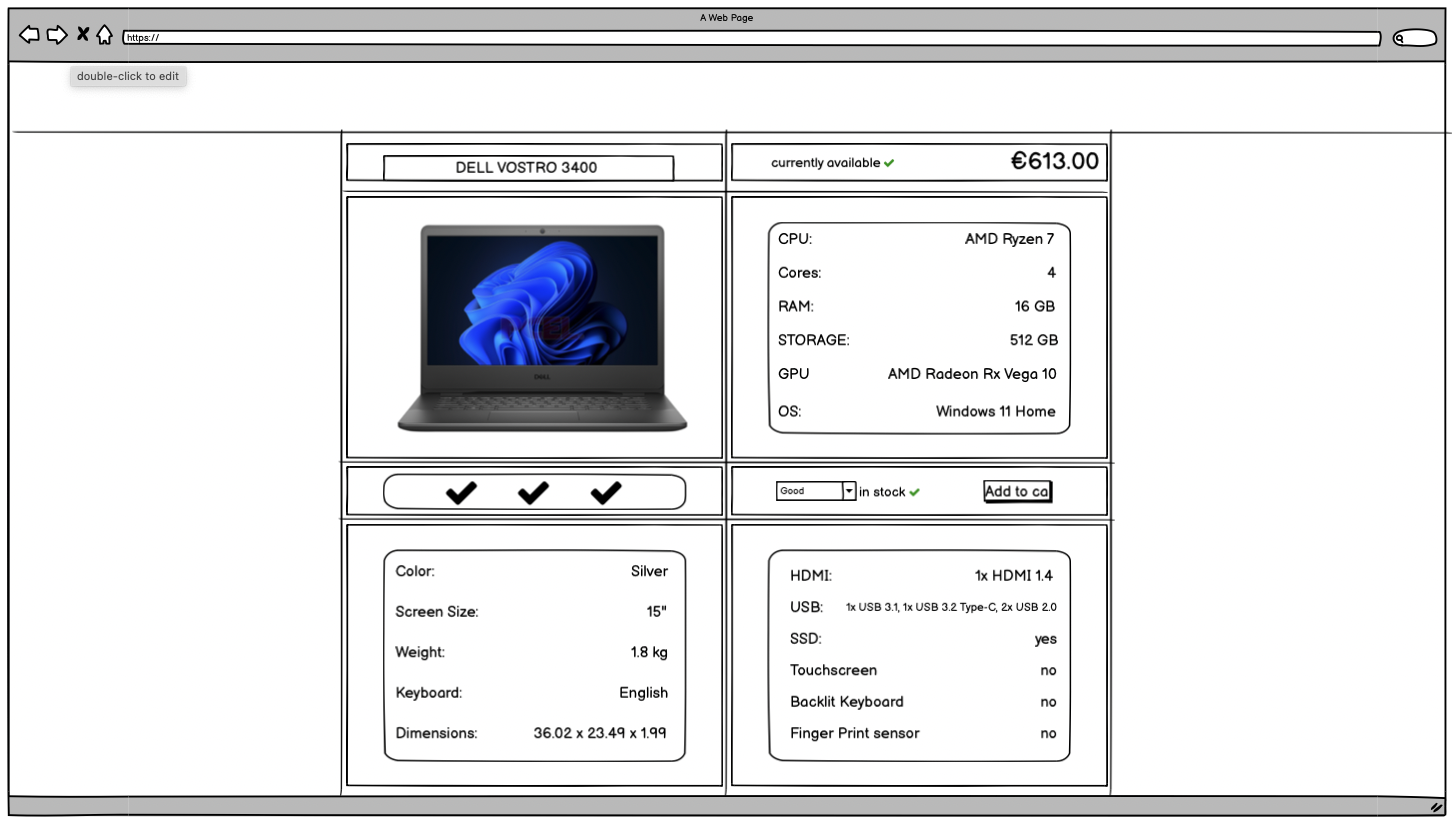 A Web Page
https://
double-click to edit
DELL VOSTRO 3400
currently available
€613.00
CPU: AMD Ryzen 7
Cores: 4
RAM: 16 GB
STORAGE: 512 GB
GPU AMD Radeon Rx Vega 10
OS: Windows 11 Home
DELL
Good in stock Add to ca
Color: Silver
Screen Size: 15"
Weight: 1.8 kg
Keyboard: English
Dimensions: 36.02 x 23.49 x 1.99
HDMI: 1x HDMI 1.4
USB: 1x USB 3.1, 1x USB 3.2 Type-C, 2x USB 2.0
SSD: yes
Touchscreen no
Backlit Keyboard no
Finger Print sensor no